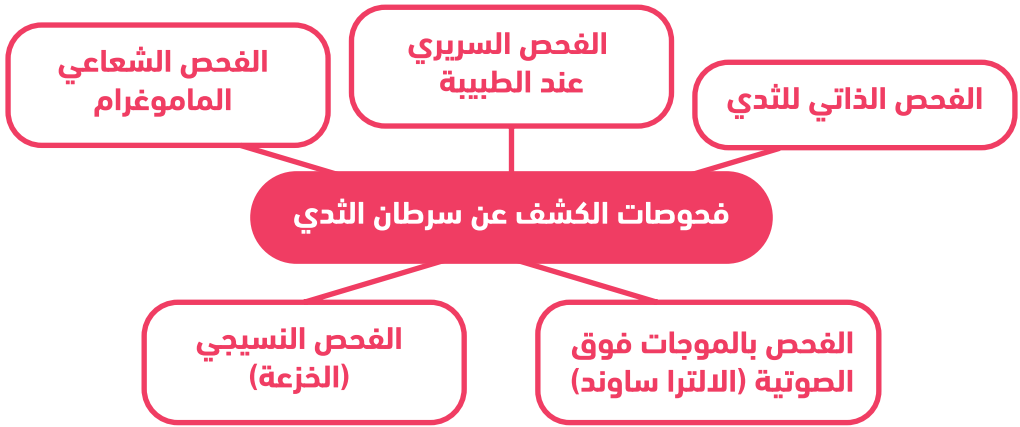 الفحص الذاتي للثدي
الفحص السريري
عند الطبيبة
الفحص الشعاعي
الماموغرام
فحوصات الكشف عن سرطان الثدي
الفحص بالموجات فوق
الصوتية (الالترا ساوند)
الفحص النسيجي
(الخزعة)